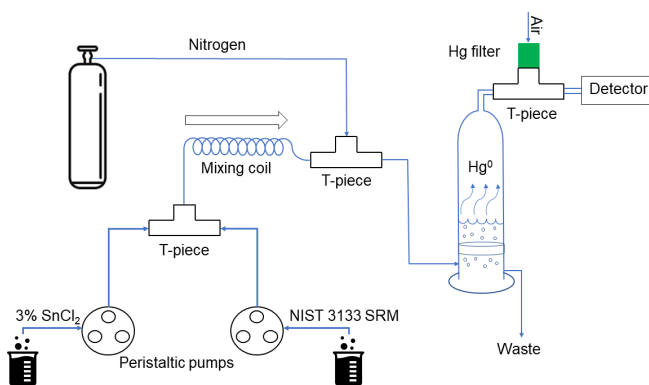 Nitrogen
Air
Hg filter
Detector
T-piece
Mixing coil
T-piece
Hg⁰
T-piece
3% SnCl₂
NIST 3133 SRM
Peristaltic pumps
Waste